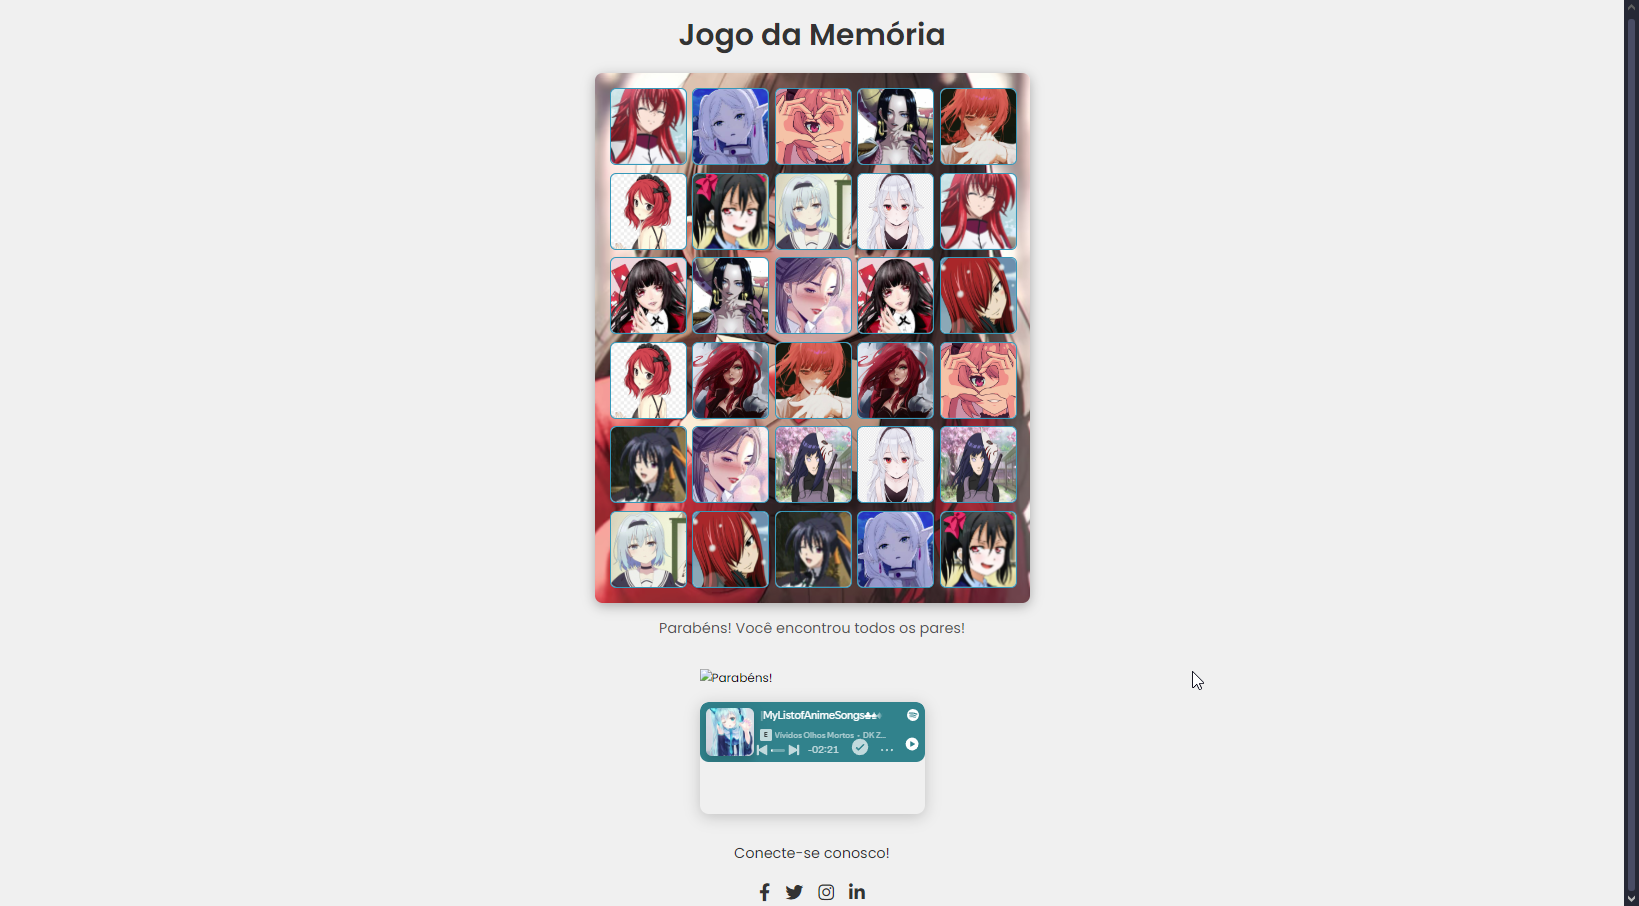 Jogo da Memória
Parabéns! Você encontrou todos os pares!
Parabéns!
MyListofAnimeSongs
E Vívidos Olhos Mortos • DK Z...
-02:21
Conecte-se conosco!